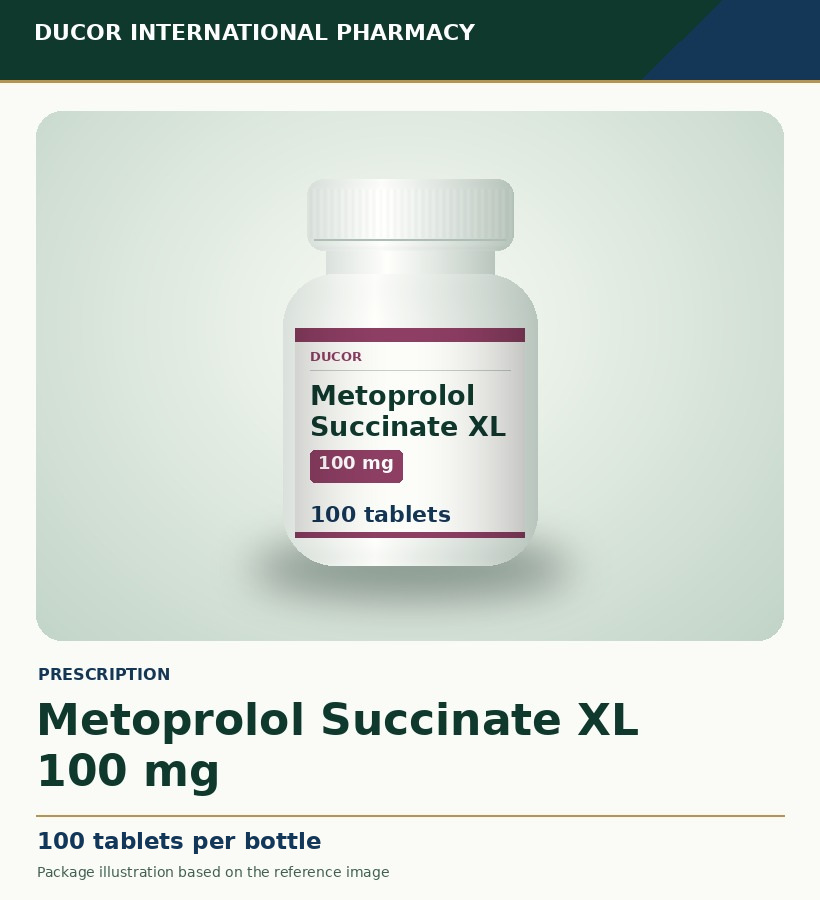 DUCOR INTERNATIONAL PHARMACY
DUCOR
Metoprolol
Succinate XL
100 mg
100 tablets
PRESCRIPTION
Metoprolol Succinate XL
100 mg
100 tablets per bottle
Package illustration based on the reference image